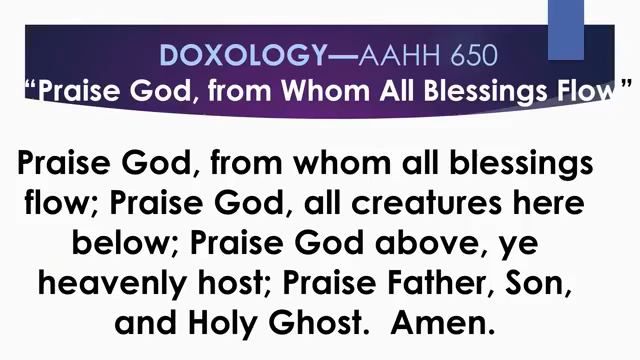 DOXOLOGY—AAHH 650
“Praise God, from Whom All Blessings Flow”
Praise God, from whom all blessings
flow; Praise God, all creatures here
below; Praise God above, ye
heavenly host; Praise Father, Son,
and Holy Ghost.  Amen.